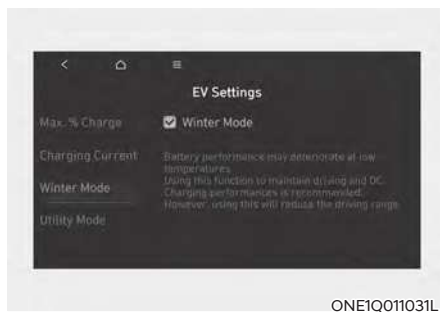 EV Settings
Max. % Charge
Winter Mode
Charging Current
Battery performance may deteriorate at low
temperatures.
Using this function to maintain driving and DC
Charging performances is recommended.
However, using this will reduse the driving range
Winter Mode
Utility Mode
ONE1Q011031L